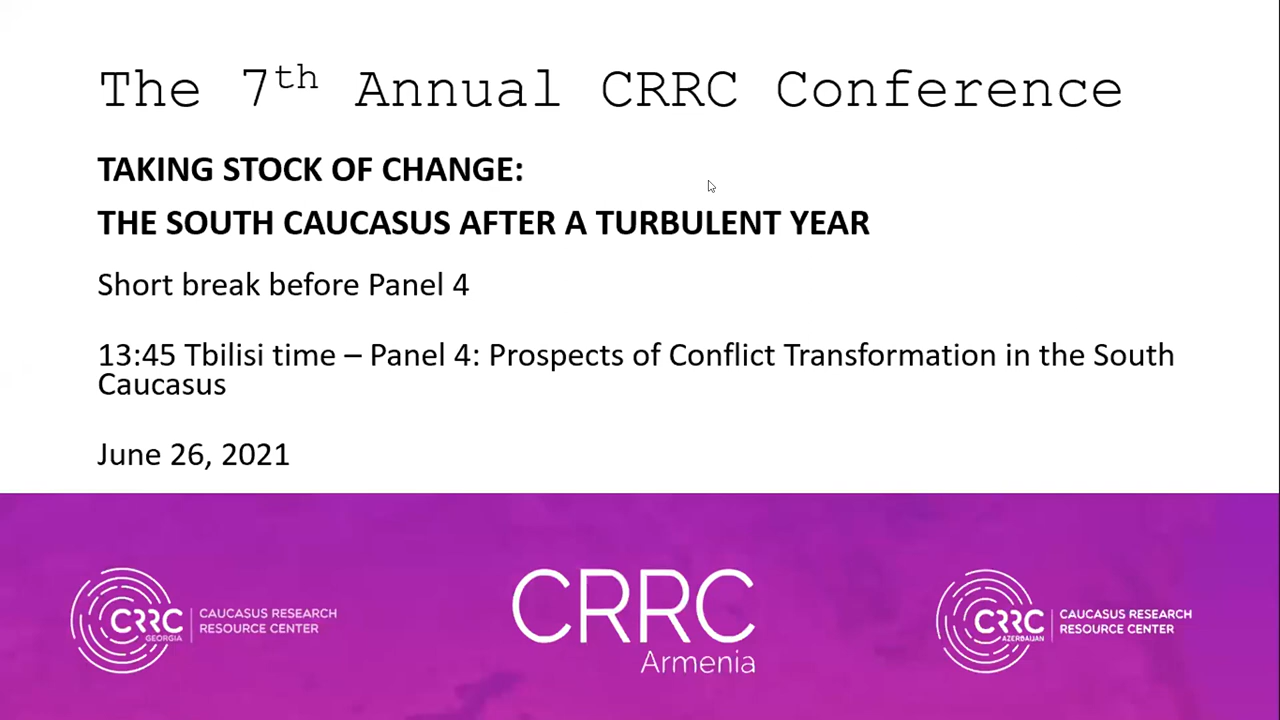 The 7th Annual CRRC Conference
TAKING STOCK OF CHANGE:
THE SOUTH CAUCASUS AFTER A TURBULENT YEAR
Short break before Panel 4
13:45 Tbilisi time – Panel 4: Prospects of Conflict Transformation in the South
Caucasus
June 26, 2021
CRRC
GEORGIA
CAUCASUS RESEARCH
RESOURCE CENTER
CRRC
Armenia
CRRC
AZERBAIJAN
CAUCASUS RESEARCH
RESOURCE CENTER